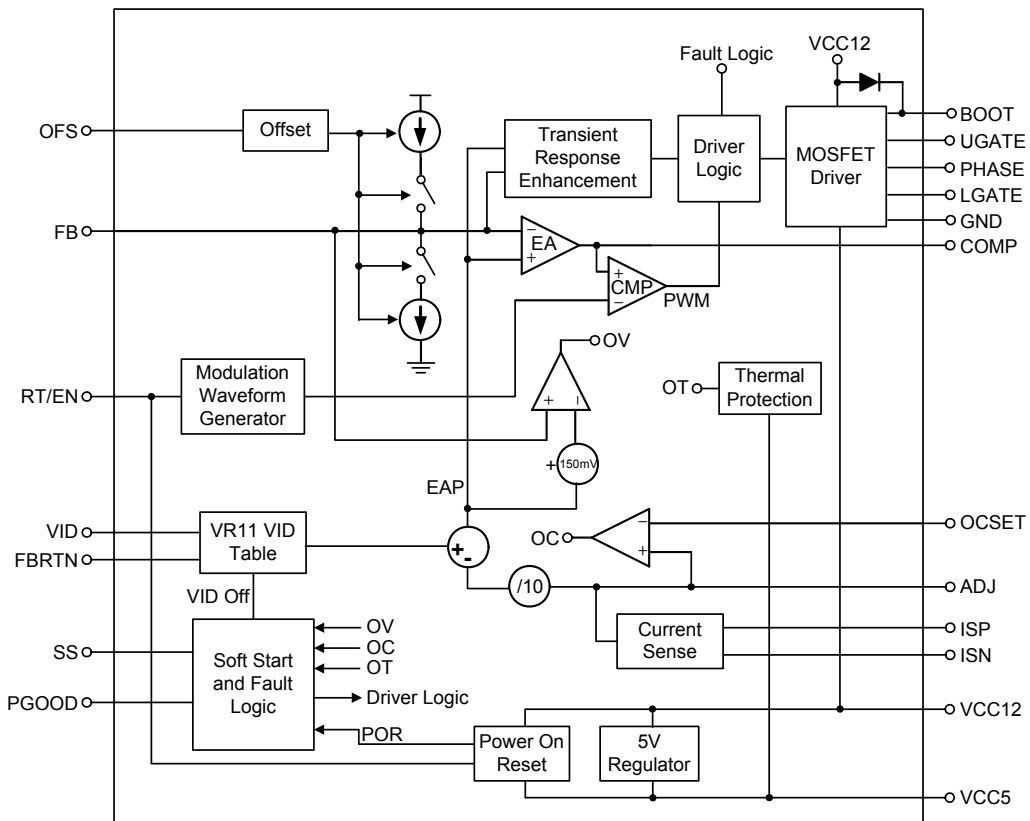 VCC12
Fault Logic
OFS
Offset
Transient
Response
Enhancement
Driver
Logic
MOSFET
Driver
BOOT
UGATE
PHASE
LGATE
GND
FB
−
EA
+
COMP
+
CMP
−
PWM
OV
+ −
+ 150mV
RT/EN
Modulation
Waveform
Generator
OT
Thermal
Protection
EAP
VID
FBRTN
VR11 VID
Table
+
-
OC
−
+
OCSET
/10
ADJ
VID Off
SS
PGOOD
Soft Start
and Fault
Logic
OV
OC
OT
Driver Logic
POR
Current
Sense
ISP
ISN
Power On
Reset
5V
Regulator
VCC12
VCC5